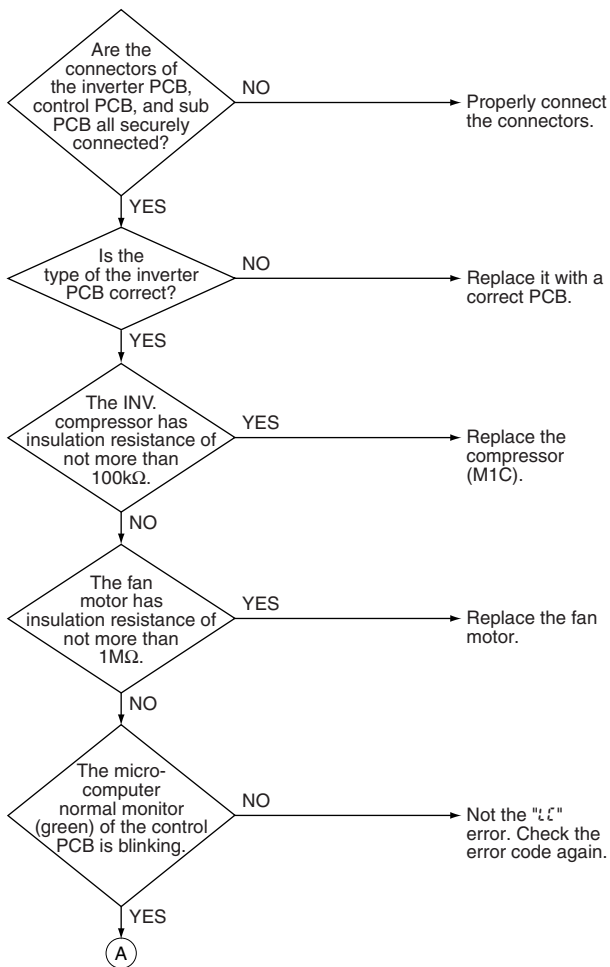 Are the
connectors of
the inverter PCB,
control PCB, and sub
PCB all securely
connected?
NO
Properly connect
the connectors.
YES
Is the
type of the inverter
PCB correct?
NO
Replace it with a
correct PCB.
YES
The INV.
compressor has
insulation resistance of
not more than
100kΩ.
YES
Replace the
compressor
(M1C).
NO
The fan
motor has
insulation resistance of
not more than
1MΩ.
YES
Replace the fan
motor.
NO
The micro-
computer
normal monitor
(green) of the control
PCB is blinking.
NO
Not the "LC"
error. Check the
error code again.
YES
A